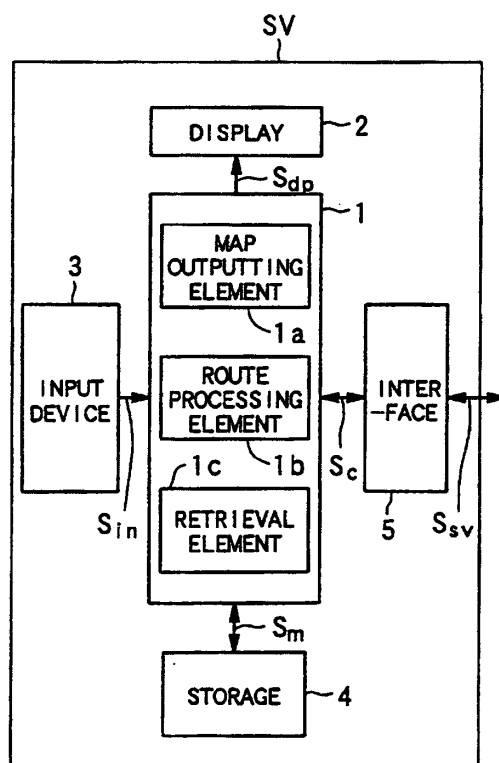 SV
DISPLAY
2
Sdp
1
MAP
OUTPUTTING
ELEMENT
1a
3
INPUT
DEVICE
Sin
ROUTE
PROCESSING
ELEMENT
1b
1c
RETRIEVAL
ELEMENT
Sc
INTER
-FACE
5
Ssv
Sm
STORAGE
4